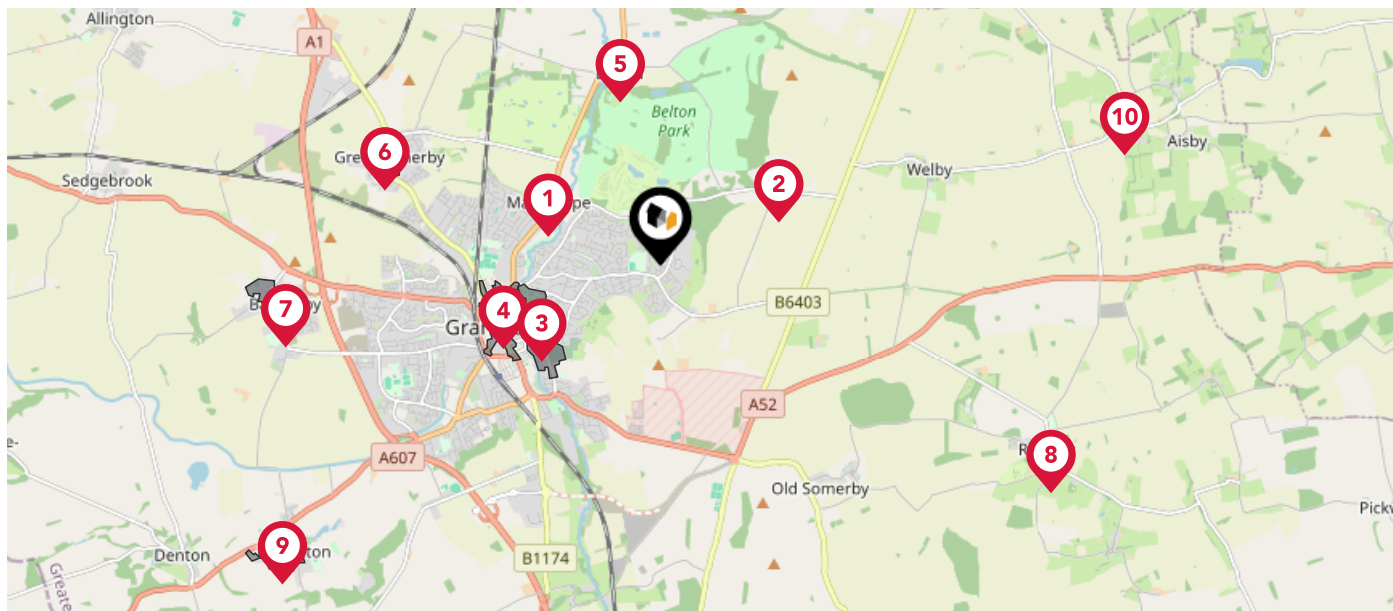 Allington
A1
5
Belton
Park
10
Aisby
6
Sedgebrook
Welby
2
1
7
4
3
B6403
A52
A607
8
Old Somerby
Denton
9
B1174